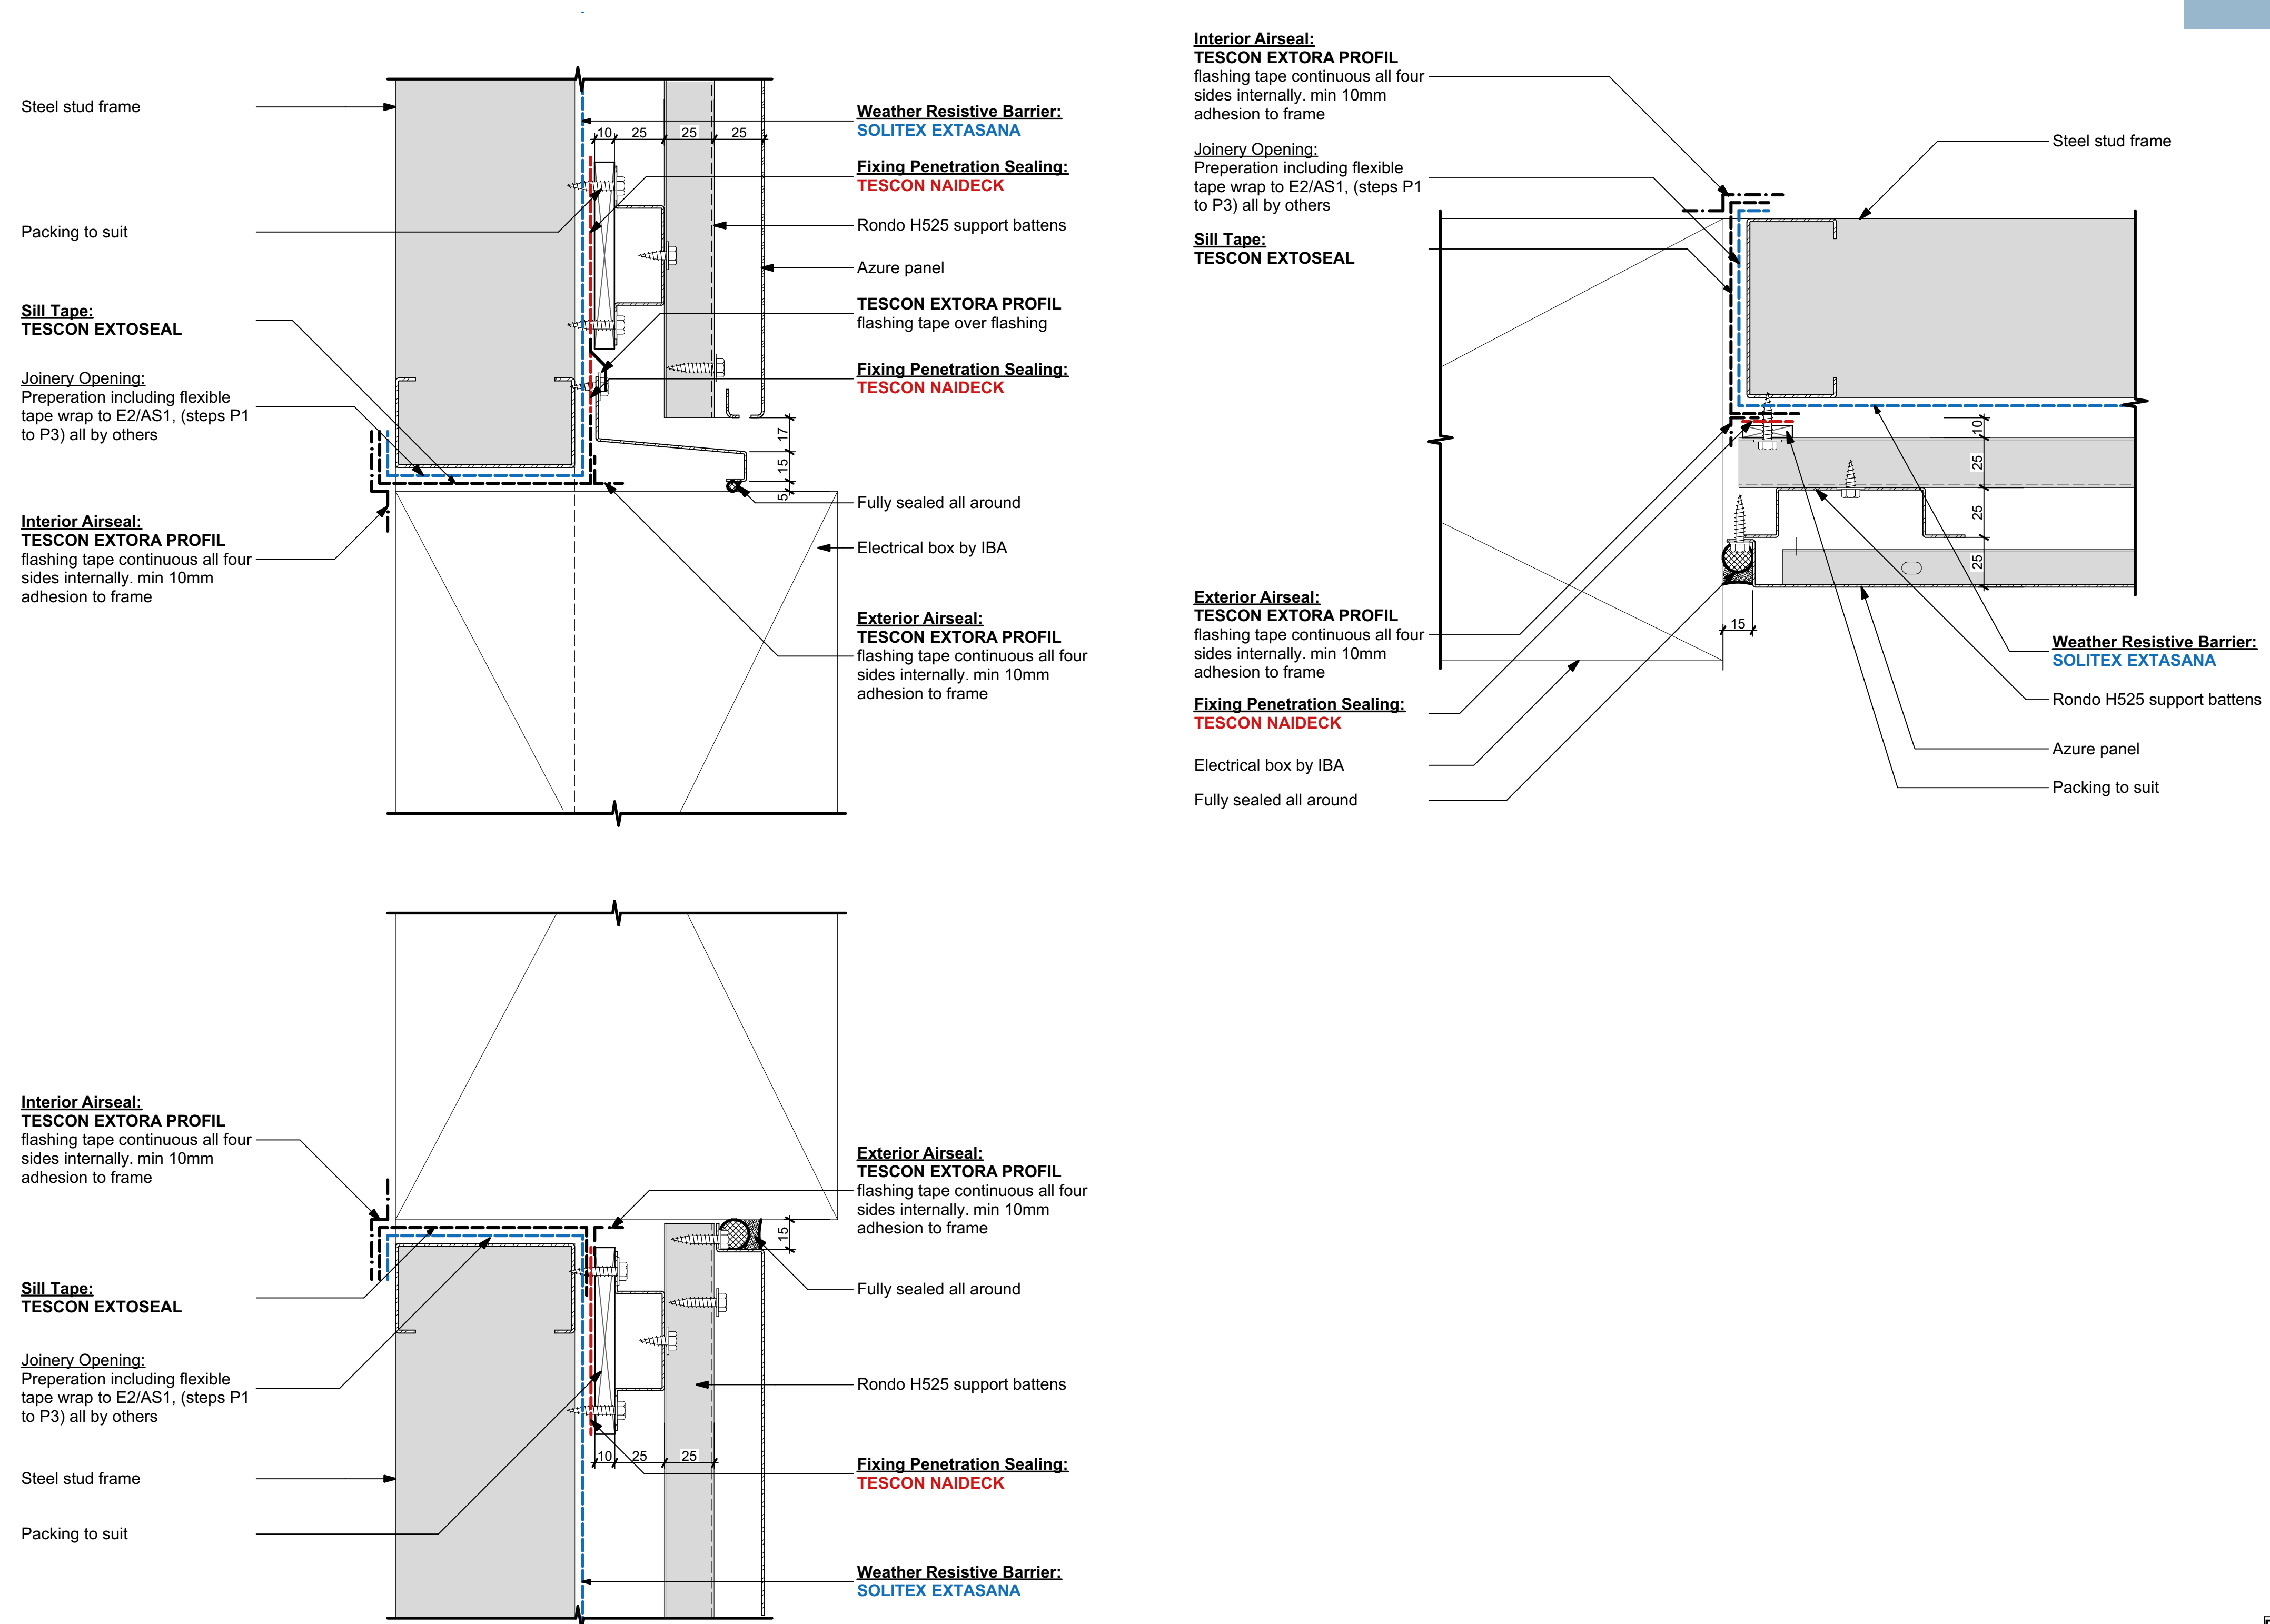 Steel stud frame
Packing to suit
Sill Tape:
TESCON EXTOSEAL
Joinery Opening:
Preperation including flexible
tape wrap to E2/AS1, (steps P1
to P3) all by others
Interior Airseal:
TESCON EXTORA PROFIL
flashing tape continuous all four
sides internally. min 10mm
adhesion to frame
10 25 25 25
17
15
5
Weather Resistive Barrier:
SOLITEX EXTASANA
Fixing Penetration Sealing:
TESCON NAIDECK
Rondo H525 support battens
Azure panel
TESCON EXTORA PROFIL
flashing tape over flashing
Fixing Penetration Sealing:
TESCON NAIDECK
Fully sealed all around
Electrical box by IBA
Exterior Airseal:
TESCON EXTORA PROFIL
flashing tape continuous all four
sides internally. min 10mm
adhesion to frame
Interior Airseal:
TESCON EXTORA PROFIL
flashing tape continuous all four
sides internally. min 10mm
adhesion to frame
Joinery Opening:
Preperation including flexible
tape wrap to E2/AS1, (steps P1
to P3) all by others
Sill Tape:
TESCON EXTOSEAL
Exterior Airseal:
TESCON EXTORA PROFIL
flashing tape continuous all four
sides internally. min 10mm
adhesion to frame
Fixing Penetration Sealing:
TESCON NAIDECK
Electrical box by IBA
Fully sealed all around
10
25
25
25
15
Steel stud frame
Weather Resistive Barrier:
SOLITEX EXTASANA
Rondo H525 support battens
Azure panel
Packing to suit
Interior Airseal:
TESCON EXTORA PROFIL
flashing tape continuous all four
sides internally. min 10mm
adhesion to frame
Sill Tape:
TESCON EXTOSEAL
Joinery Opening:
Preperation including flexible
tape wrap to E2/AS1, (steps P1
to P3) all by others
Steel stud frame
Packing to suit
15
10 25 25
Exterior Airseal:
TESCON EXTORA PROFIL
flashing tape continuous all four
sides internally. min 10mm
adhesion to frame
Fully sealed all around
Rondo H525 support battens
Fixing Penetration Sealing:
TESCON NAIDECK
Weather Resistive Barrier:
SOLITEX EXTASANA